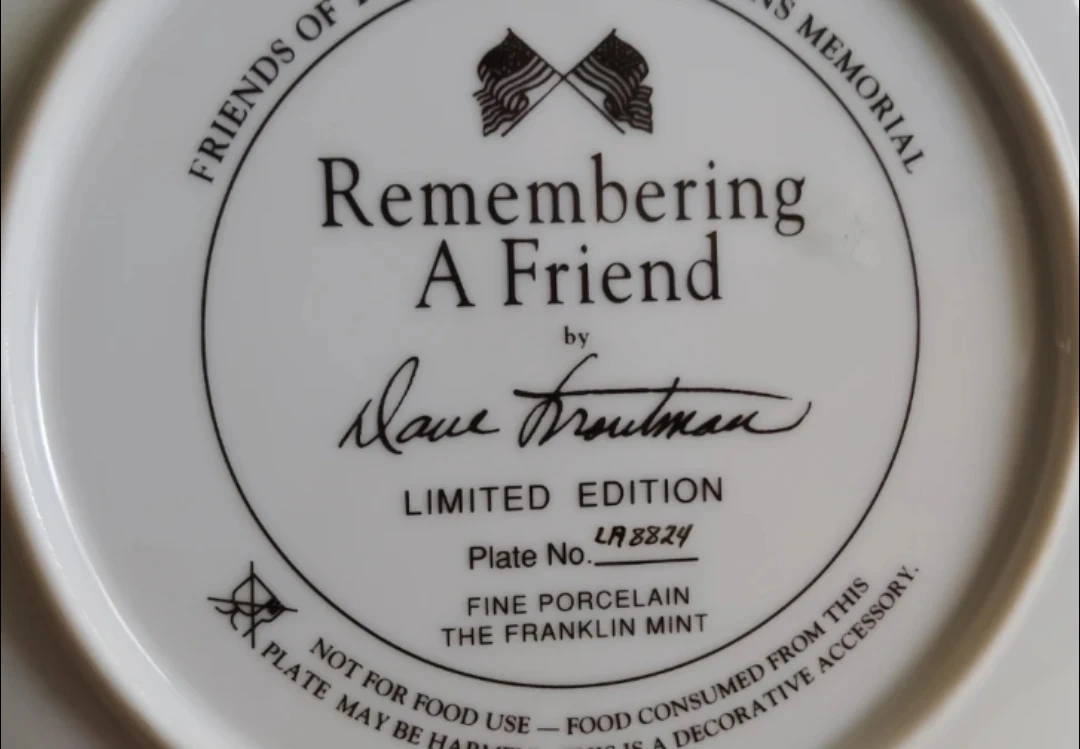 FRIENDS OF
NS MEMORIAL
Remembering
A Friend
by
Dave Troutman
LIMITED EDITION
Plate No. LA8824
FINE PORCELAIN
THE FRANKLIN MINT
NOT FOR FOOD USE — FOOD CONSUMED FROM THIS
PLATE MAY BE IS A DECORATIVE ACCESSORY.